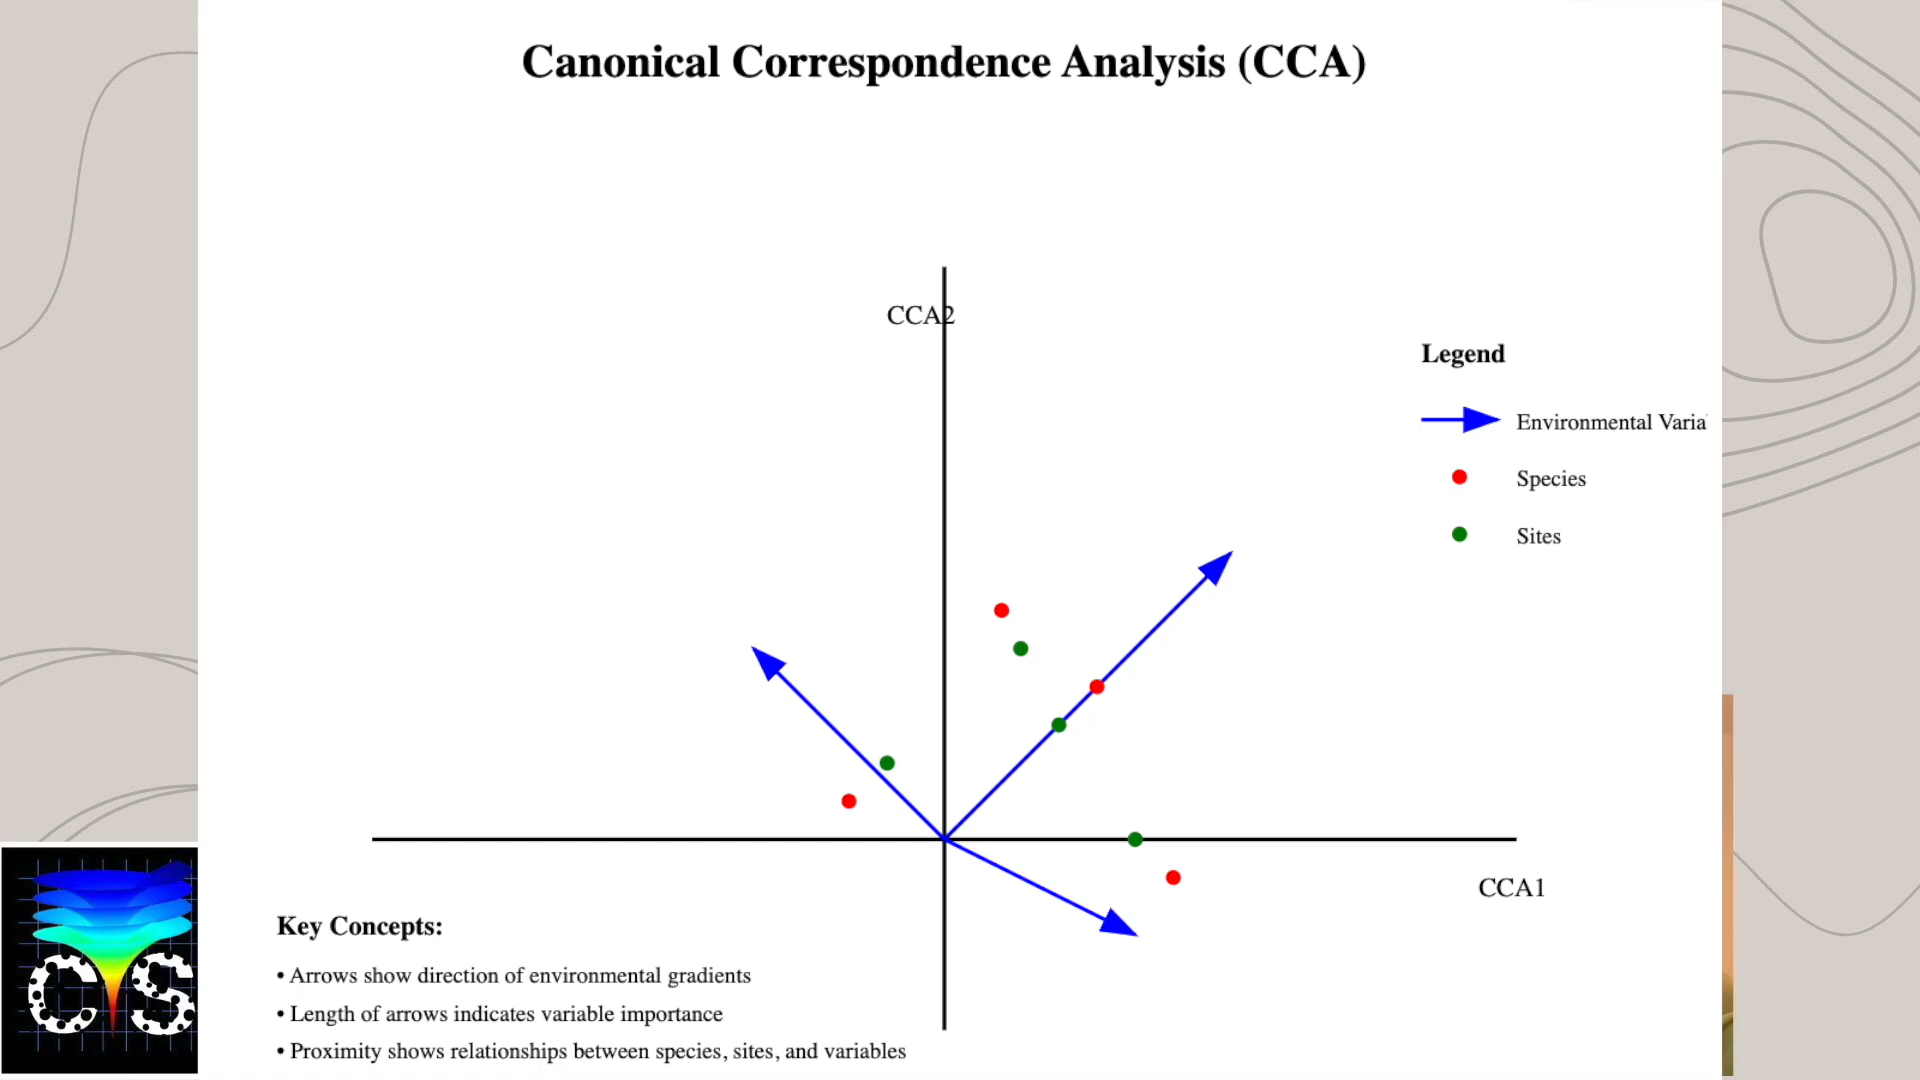 Canonical Correspondence Analysis (CCA)
CCA2
Legend
Environmental Varia
Species
Sites
CCA1
Key Concepts:
• Arrows show direction of environmental gradients
• Length of arrows indicates variable importance
• Proximity shows relationships between species, sites, and variables
CS